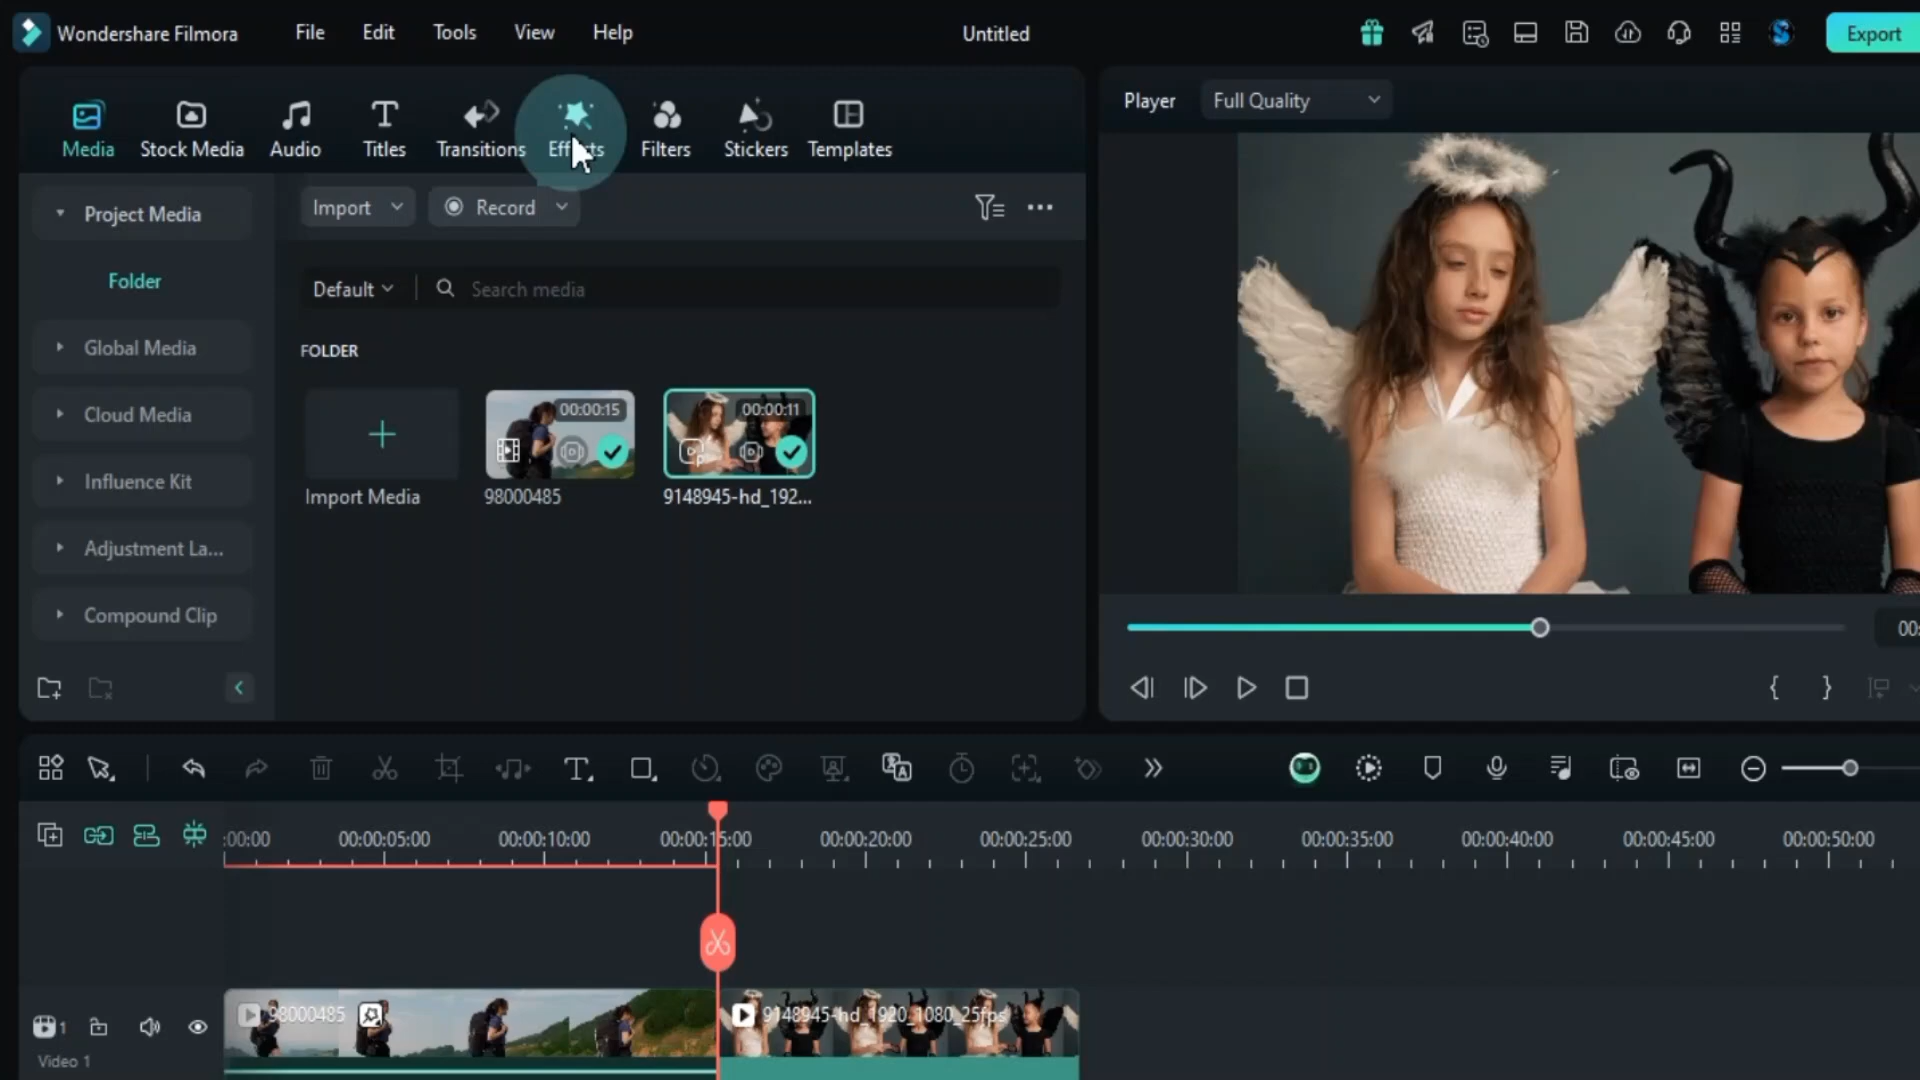 Wondershare Filmora
File
Edit
Tools
View
Help
Untitled
Export
Media
Stock Media
Audio
Titles
Transitions
Effects
Filters
Stickers
Templates
Player
Full Quality
Project Media
Import
Record
Folder
Default
Search media
Global Media
FOLDER
Cloud Media
00:00:15
00:00:11
Influence Kit
Import Media
98000485
9148945-hd_192...
Adjustment La...
Compound Clip
00:
:00:00
00:00:05:00
00:00:10:00
00:00:15:00
00:00:20:00
00:00:25:00
00:00:30:00
00:00:35:00
00:00:40:00
00:00:45:00
00:00:50:00
98000485
9148945-hd_1920_1080_25fps
1
Video 1